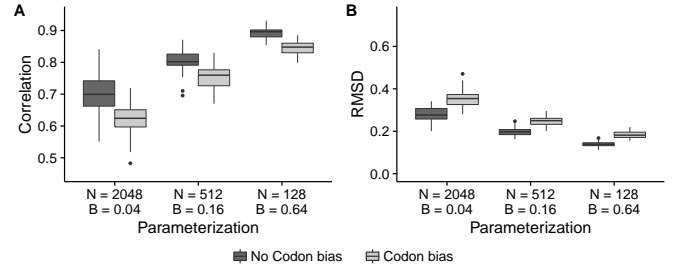 A
Correlation
0.9
0.8
0.7
0.6
0.5
N = 2048
B = 0.04
N = 512
B = 0.16
N = 128
B = 0.64
Parameterization
B
RMSD
0.6
0.4
0.2
0.0
N = 2048
B = 0.04
N = 512
B = 0.16
N = 128
B = 0.64
Parameterization
No Codon bias
Codon bias